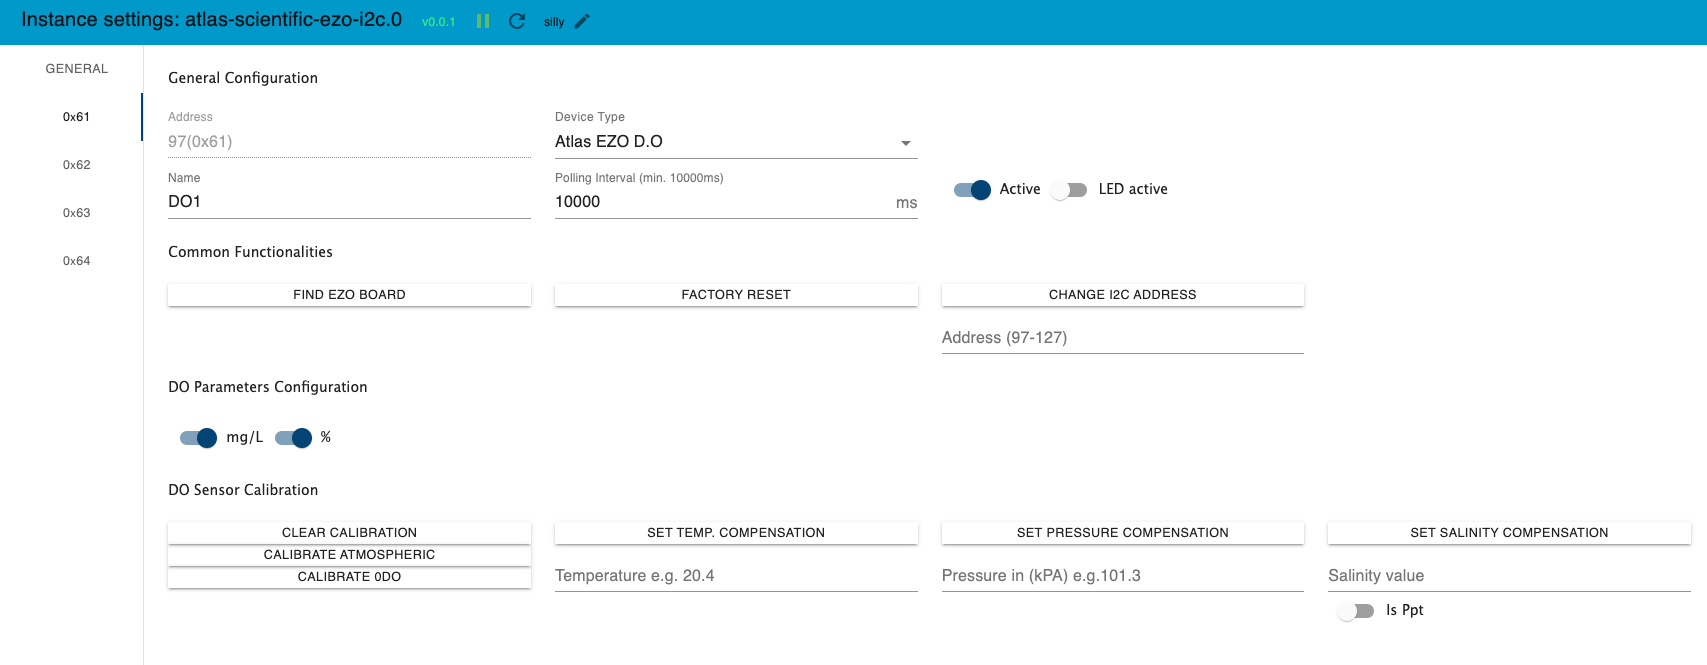 Instance settings: atlas-scientific-ezo-i2c.0 v0.0.1 silly
GENERAL
0x61
0x62
0x63
0x64
General Configuration
Address
97(0x61)
Device Type
Atlas EZO D.O
Name
DO1
Polling Interval (min. 10000ms)
10000 ms
Active LED active
Common Functionalities
FIND EZO BOARD
FACTORY RESET
CHANGE I2C ADDRESS
Address (97-127)
DO Parameters Configuration
mg/L %
DO Sensor Calibration
CLEAR CALIBRATION
CALIBRATE ATMOSPHERIC
CALIBRATE 0DO
SET TEMP. COMPENSATION
Temperature e.g. 20.4
SET PRESSURE COMPENSATION
Pressure in (kPA) e.g.101.3
SET SALINITY COMPENSATION
Salinity value
Is Ppt